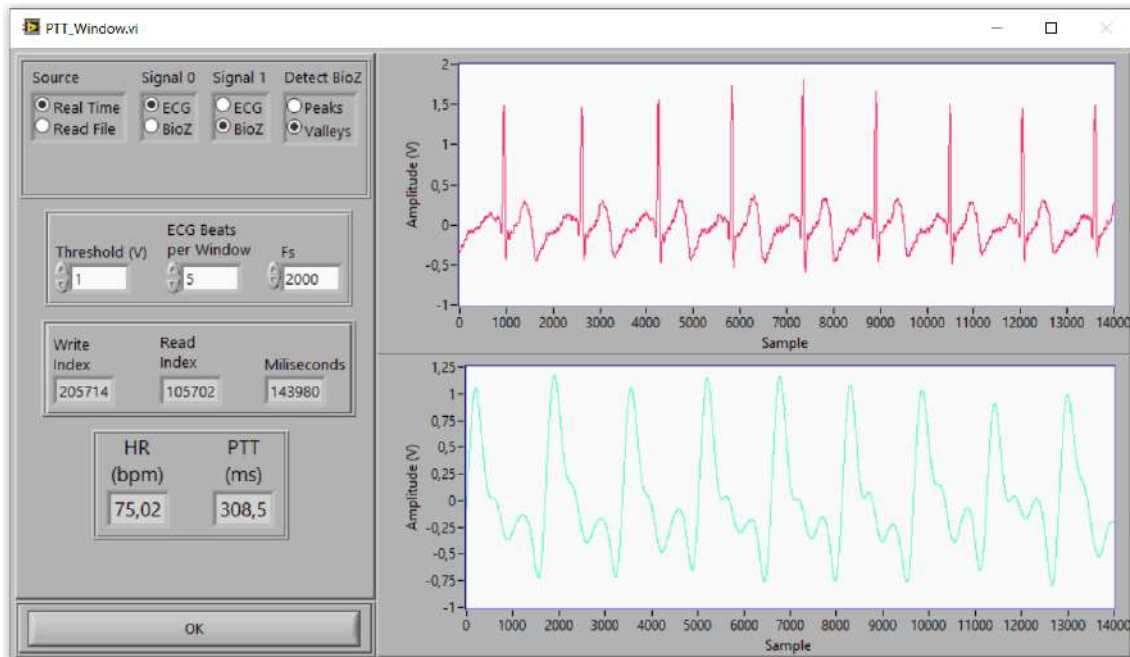 PTT_Window.vi
Source Signal 0 Signal 1 Detect BioZ
Real Time ECG ECG Peaks
Read File BioZ BioZ Valleys
Threshold (V) ECG Beats per Window Fs
1 5 2000
Write Index Read Index Miliseconds
205714 105702 143980
HR (bpm) PTT (ms)
75,02 308,5
OK
Amplitude (V)
2
1,5
1
0,5
0
-0,5
-1
0 1000 2000 3000 4000 5000 6000 7000 8000 9000 10000 11000 12000 13000 14000
Sample
Amplitude (V)
1,25
1
0,75
0,5
0,25
0
-0,25
-0,5
-0,75
-1
0 1000 2000 3000 4000 5000 6000 7000 8000 9000 10000 11000 12000 13000 14000
Sample